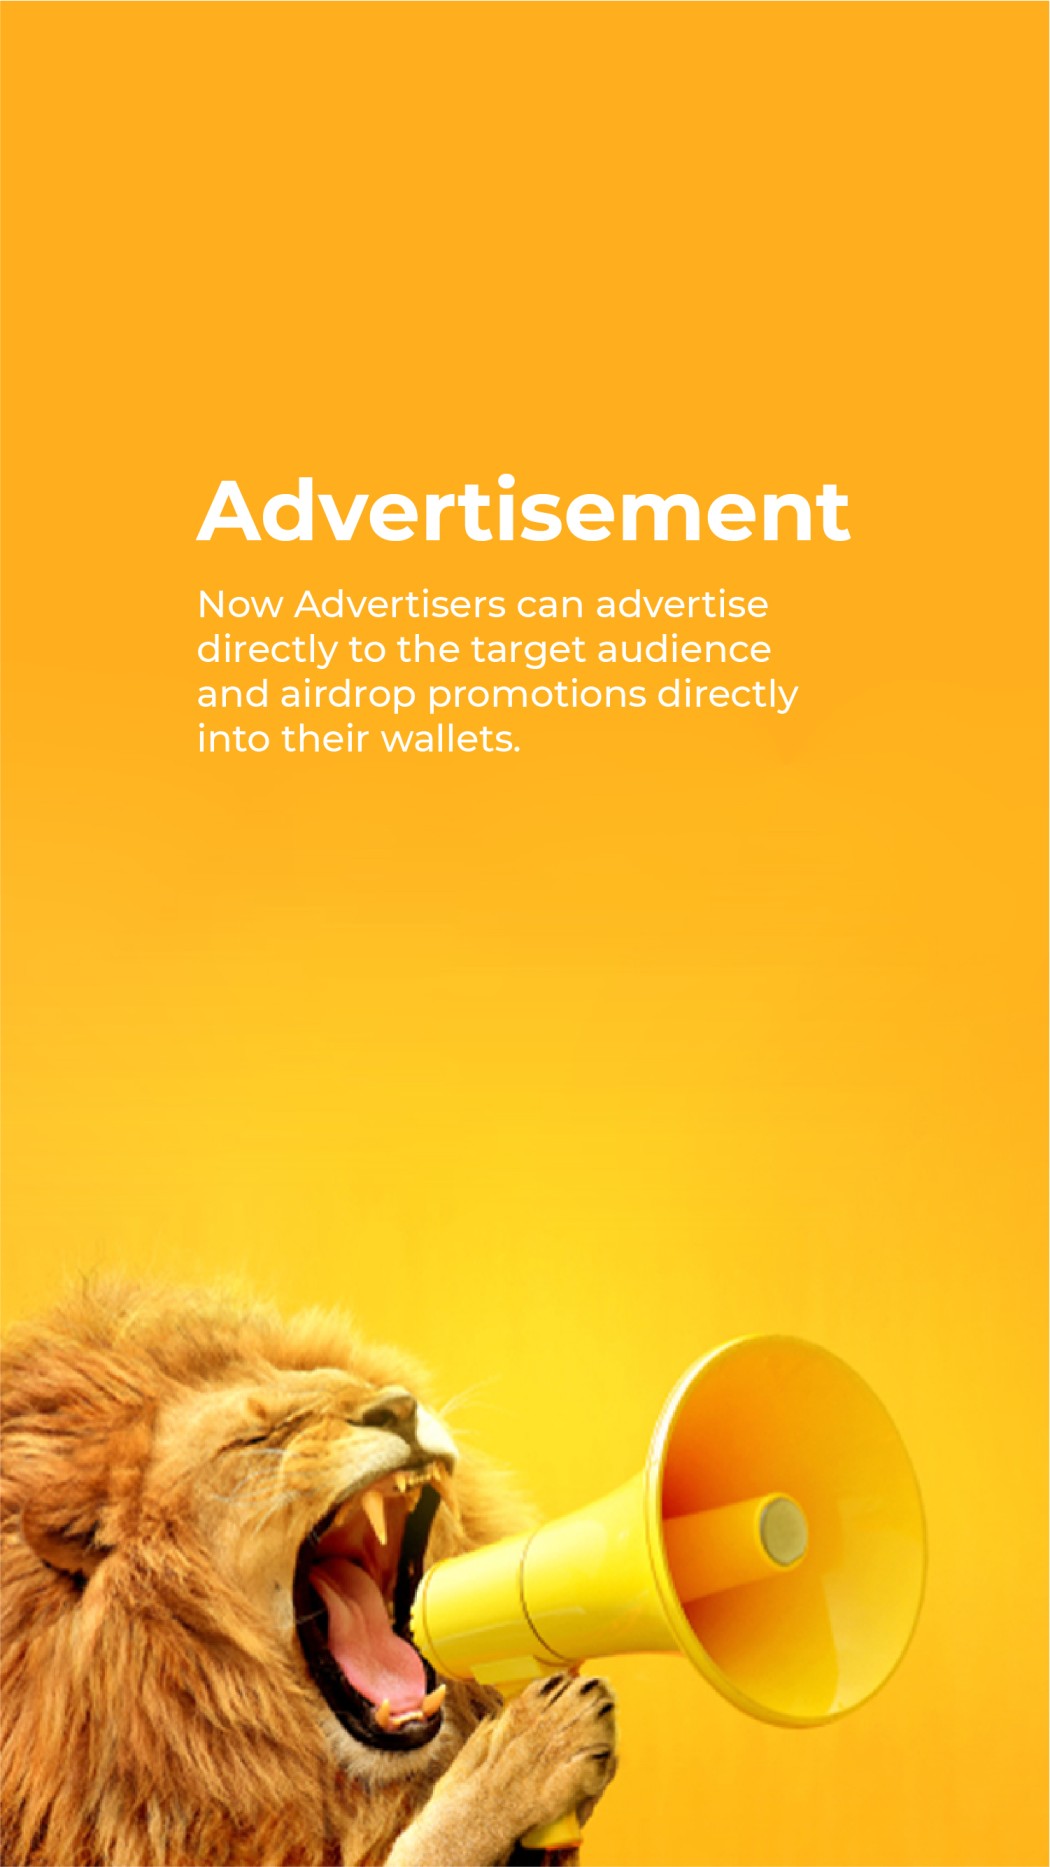 Advertisement
Now Advertisers can advertise
directly to the target audience
and airdrop promotions directly
into their wallets.